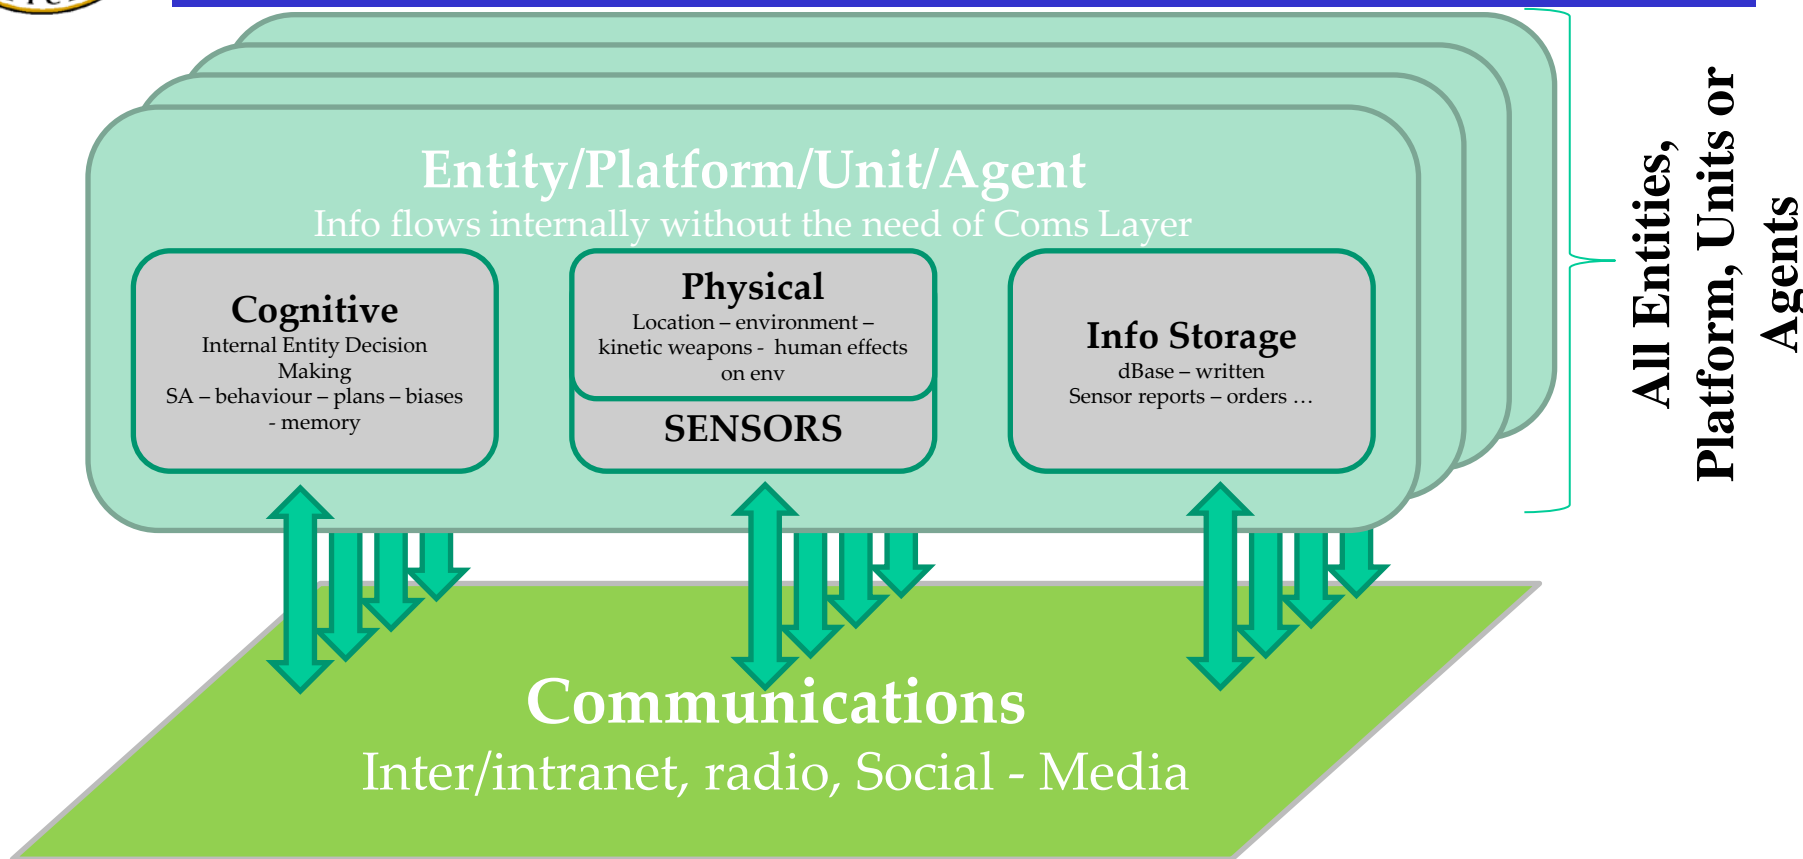 Entity/Platform/Unit/Agent
Info flows internally without the need of Coms Layer
Cognitive
Internal Entity Decision
Making
SA – behaviour – plans – biases
- memory
Physical
Location – environment –
kinetic weapons -  human effects
on env
SENSORS
Info Storage
dBase – written
Sensor reports – orders …
All Entities,
Platform, Units or
Agents
Communications
Inter/intranet, radio, Social - Media